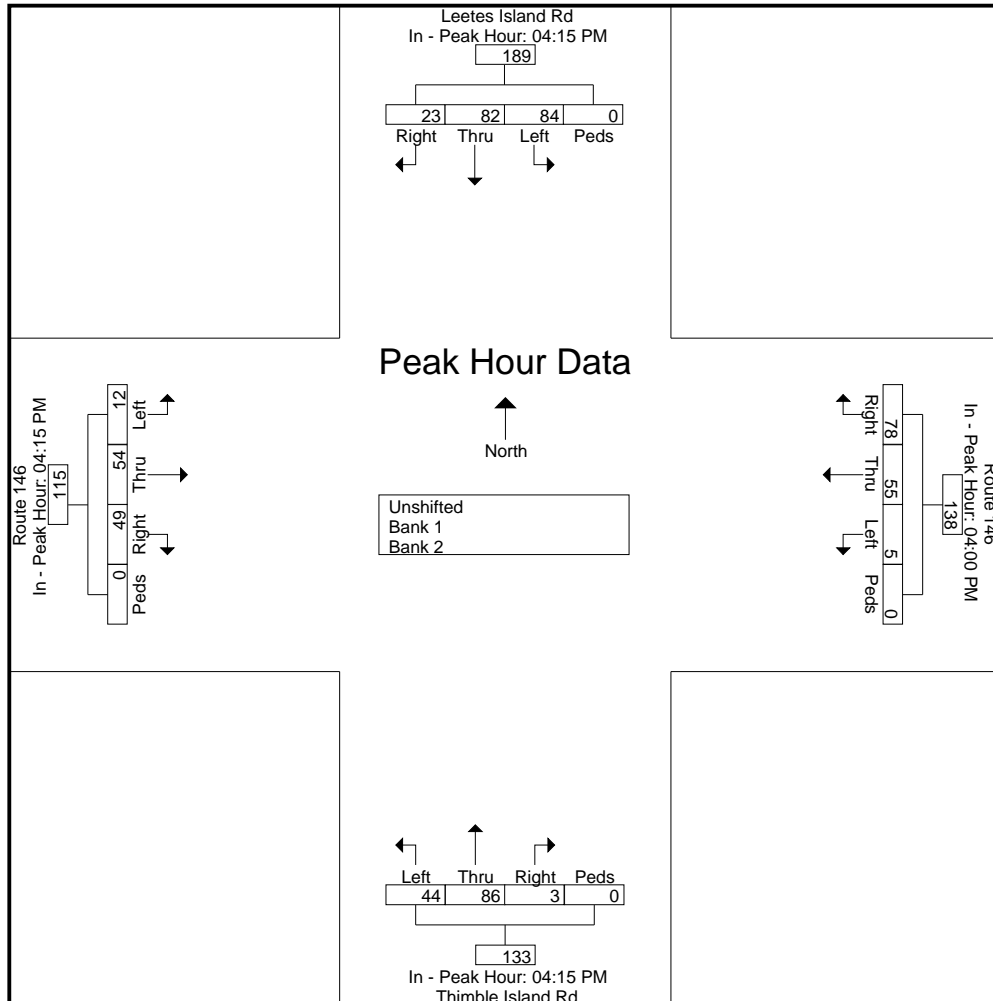 Leetes Island Rd
In - Peak Hour: 04:15 PM
189
23 82 84 0
Right Thru Left Peds
Peak Hour Data
North
Unshifted
Bank 1
Bank 2
Route 146
In - Peak Hour: 04:15 PM
115
12 54 49 0
Left Thru Right Peds
Route 146
In - Peak Hour: 04:00 PM
138
78 55 5 0
Right Thru Left Peds
Left Thru Right Peds
44 86 3 0
133
In - Peak Hour: 04:15 PM
Thimble Island Rd